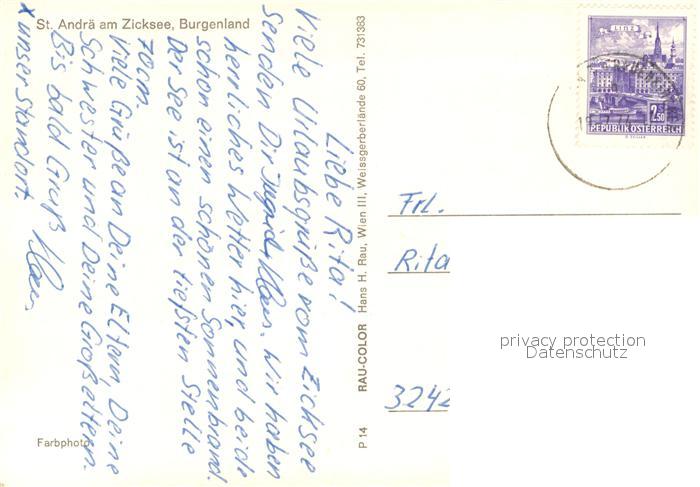 St. Andrä am Zicksee, Burgenland
Liebe Rita!
Viele Urlaubsgrüße vom Zicksee
senden Dir Ingrid Klaus. Wir haben
herrliches Wetter hier, und beide
schon einen schönen Sonnenbrand.
Der See ist an der tiefsten Stelle
70cm.
Viele Grüße an Deine Eltern, Deine
Schwester und Deine Großeltern.
Bis bald Gruß Klaus
x unser Standort
Farbphoto
P 14 RAU-COLOR Hans H. Rau, Wien III, Weissgerberlände 60, Tel. 731383
LINZ
2.50
REPUBLIK ÖSTERREICH
Frl.
Rita
3242
privacy protection
Datenschutz